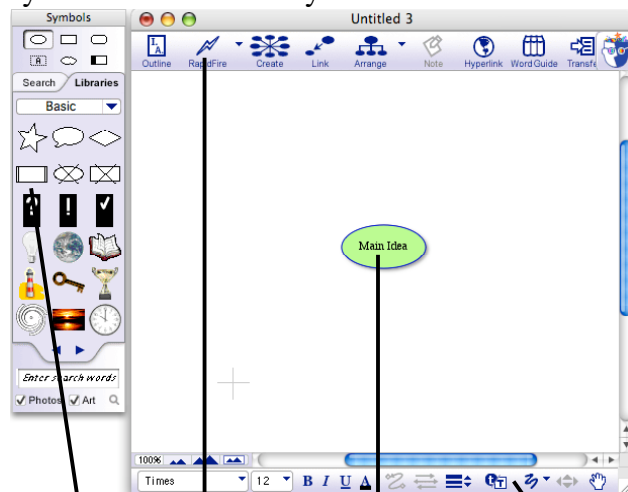 Symbols
Untitled 3
Outline RapidFire Create Link Arrange Note Hyperlink Word Guide
Search Libraries
Basic
Main Idea
Enter search words
Photos Art
100%
Times 12 B I U A